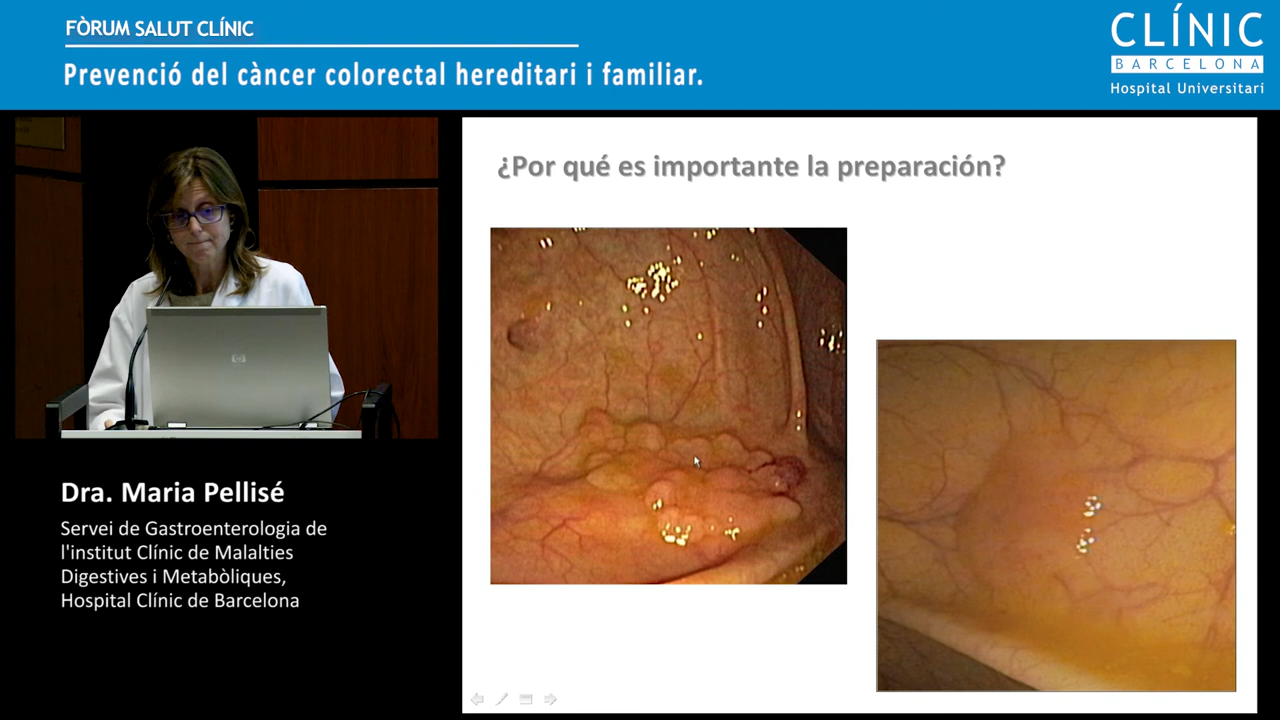 FÒRUM SALUT CLÍNIC
Prevenció del càncer colorectal hereditari i familiar.
CLÍNIC
BARCELONA
Hospital Universitari
¿Por qué es importante la preparación?
hp
Dra. Maria Pellisé
Servei de Gastroenterologia de
l'institut Clínic de Malalties
Digestives i Metabòliques,
Hospital Clínic de Barcelona